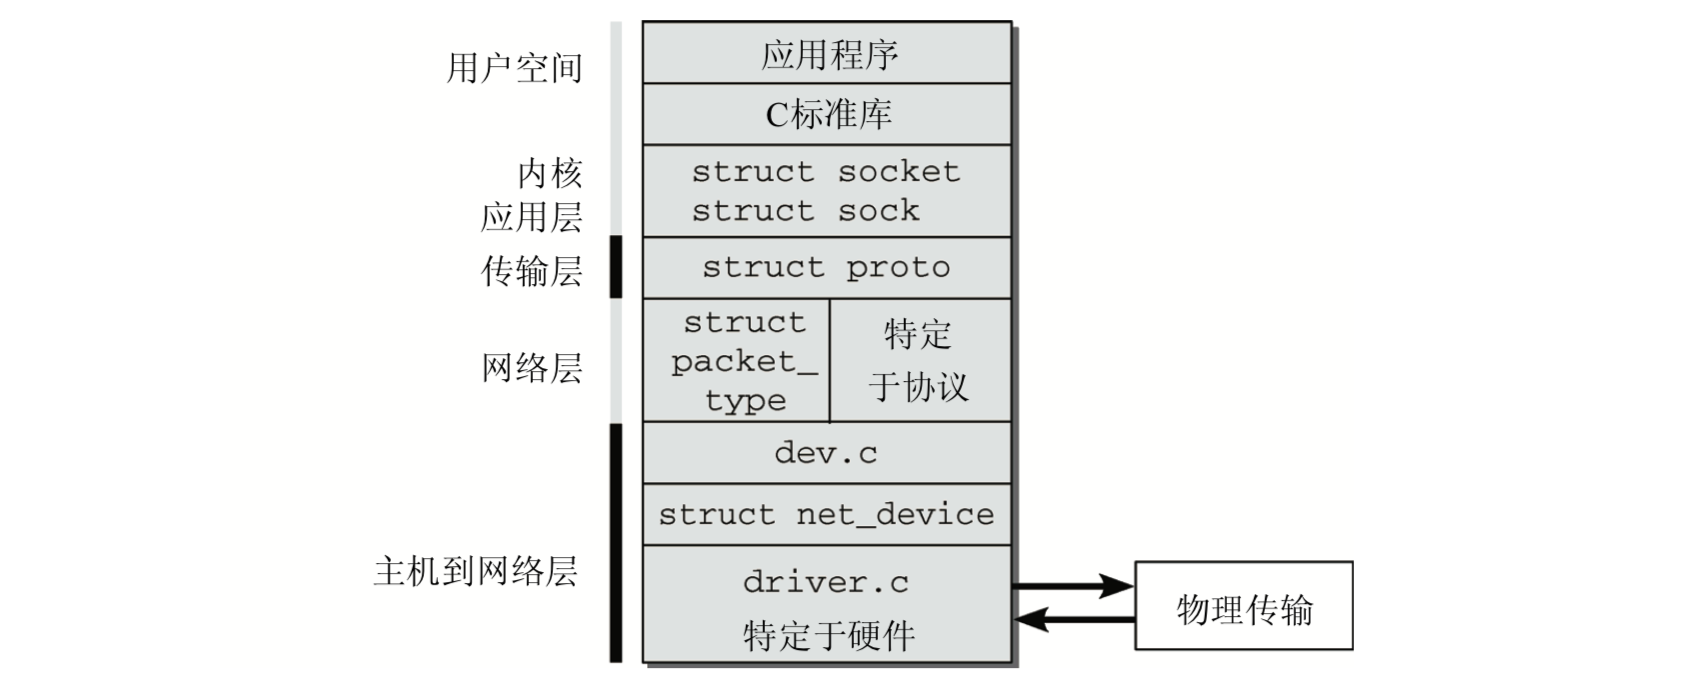 用户空间
应用程序
C标准库
内核
应用层
struct socket
struct sock
传输层
struct proto
网络层
struct
packet_
type
特定
于协议
dev.c
struct net_device
主机到网络层
driver.c
特定于硬件
物理传输